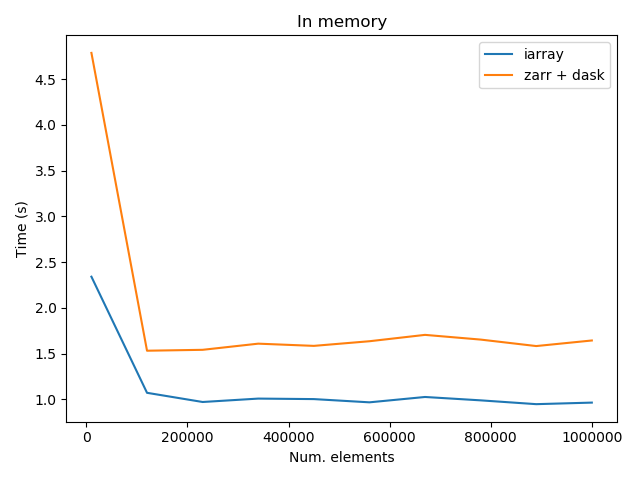 In memory
iarray
zarr + dask
Time (s)
4.5
4.0
3.5
3.0
2.5
2.0
1.5
1.0
0
200000
400000
600000
800000
1000000
Num. elements